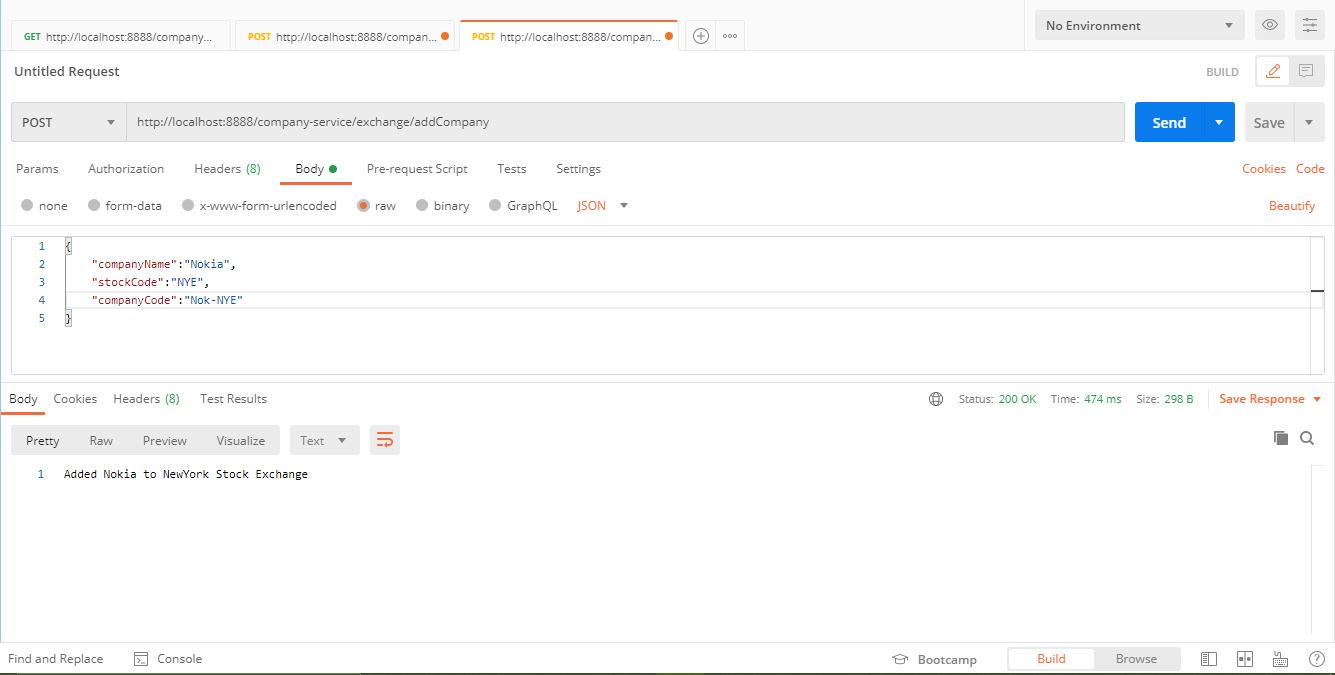 GET http://localhost:8888/company... POST http://localhost:8888/compan... POST http://localhost:8888/compan... No Environment
Untitled Request BUILD
POST http://localhost:8888/company-service/exchange/addCompany Send Save
Params Authorization Headers (8) Body Pre-request Script Tests Settings Cookies Code
none form-data x-www-form-urlencoded raw binary GraphQL JSON Beautify
1 {
2 "companyName":"Nokia",
3 "stockCode":"NYE",
4 "companyCode":"Nok-NYE"
5 }
Body Cookies Headers (8) Test Results Status: 200 OK Time: 474 ms Size: 298 B Save Response
Pretty Raw Preview Visualize Text
1 Added Nokia to NewYork Stock Exchange
Find and Replace Console Bootcamp Build Browse